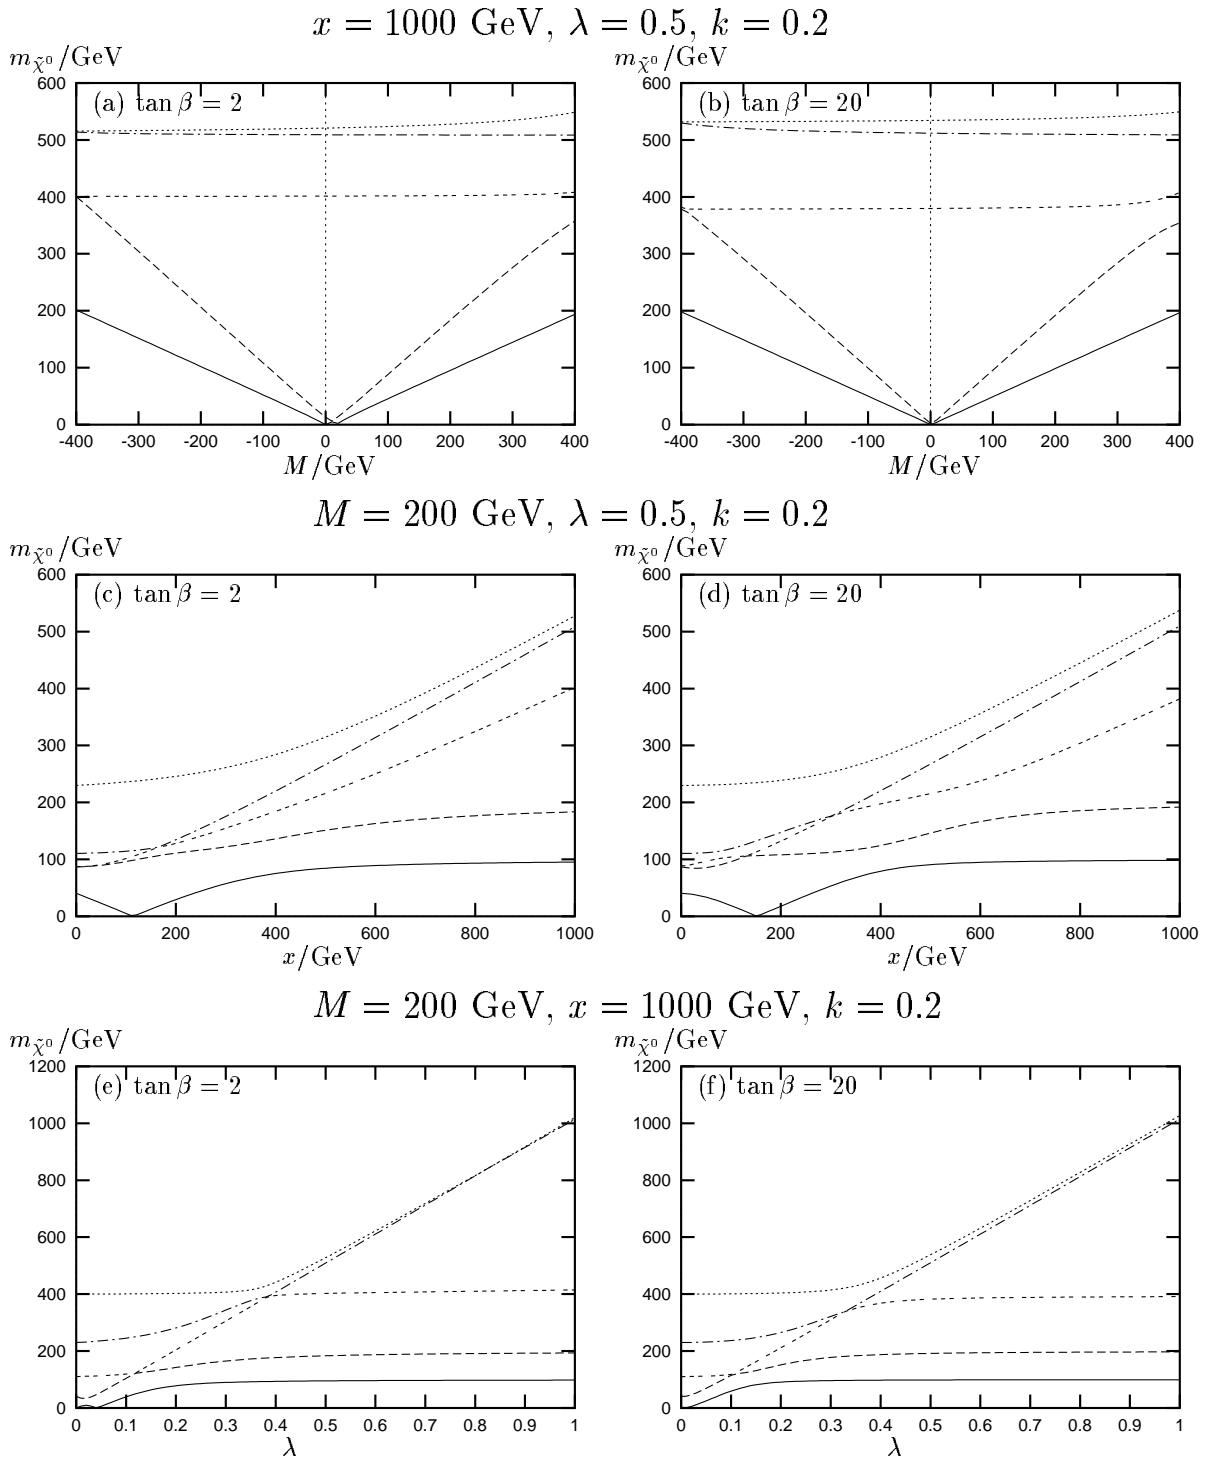 x = 1000 GeV, λ = 0.5, k = 0.2
m_χ̃⁰/GeV m_χ̃⁰/GeV
(a) tan β = 2 (b) tan β = 20
600 600
500 500
400 400
300 300
200 200
100 100
0 0
-400 -300 -200 -100 0 100 200 300 400 -400 -300 -200 -100 0 100 200 300 400
M/GeV M/GeV
M = 200 GeV, λ = 0.5, k = 0.2
m_χ̃⁰/GeV m_χ̃⁰/GeV
(c) tan β = 2 (d) tan β = 20
600 600
500 500
400 400
300 300
200 200
100 100
0 0
0 200 400 600 800 1000 0 200 400 600 800 1000
x/GeV x/GeV
M = 200 GeV, x = 1000 GeV, k = 0.2
m_χ̃⁰/GeV m_χ̃⁰/GeV
(e) tan β = 2 (f) tan β = 20
1200 1200
1000 1000
800 800
600 600
400 400
200 200
0 0
0 0.1 0.2 0.3 0.4 0.5 0.6 0.7 0.8 0.9 1 0 0.1 0.2 0.3 0.4 0.5 0.6 0.7 0.8 0.9 1
λ λ